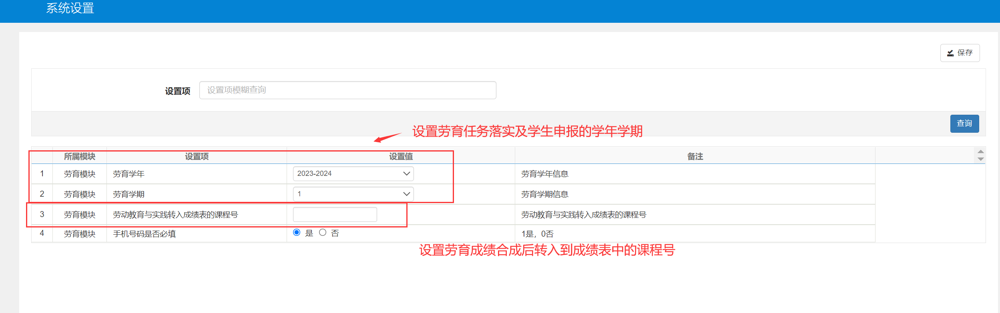 系统设置
保存
设置项 设置项模糊查询
查询
设置劳育任务落实及学生申报的学年学期
所属模块 设置项 设置值 备注
1 劳育模块 劳育学年 2023-2024 劳育学年信息
2 劳育模块 劳育学期 1 劳育学期信息
3 劳育模块 劳动教育与实践转入成绩表的课程号 劳动教育与实践转入成绩表的课程号
4 劳育模块 手机号码是否必填 是 否 1是，0否
设置劳育成绩合成后转入到成绩表中的课程号